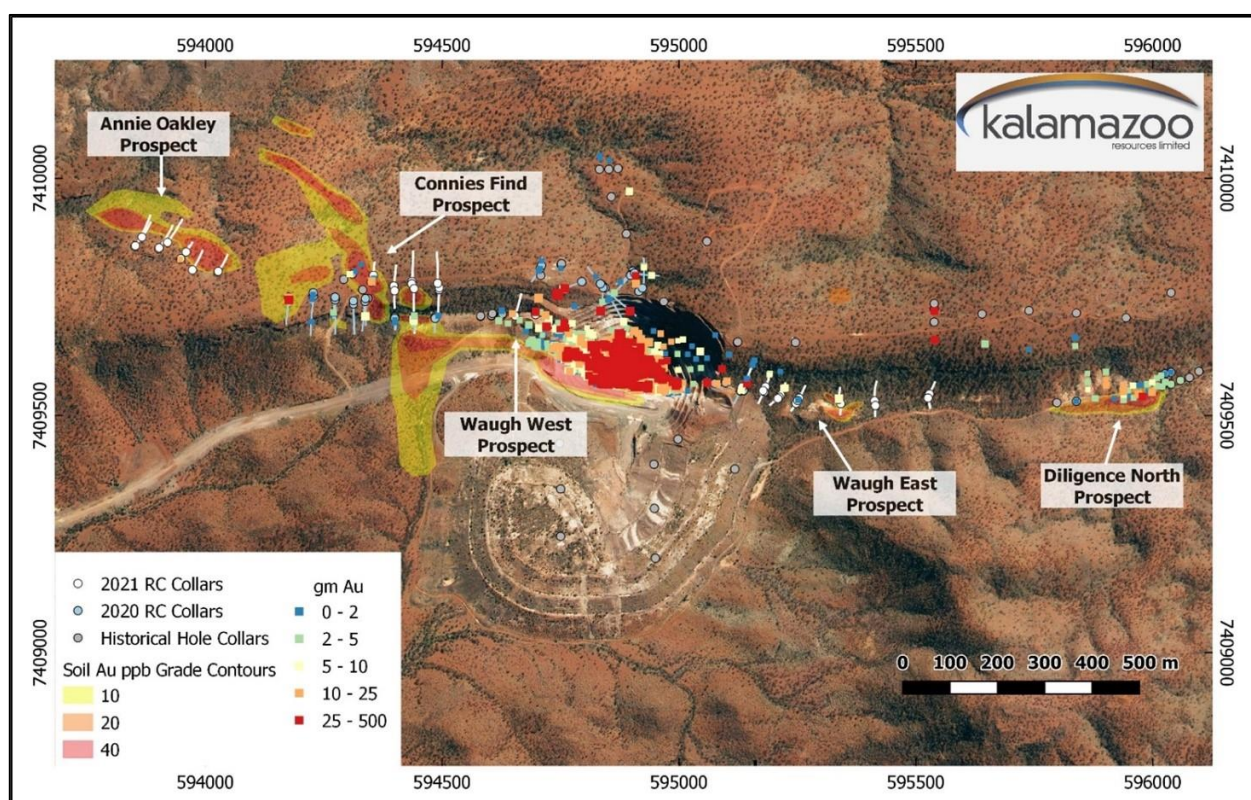 594000 594500 595000 595500 596000
7410000
7409500
7409000
kalamazoo
resources limited
Annie Oakley
Prospect
Connies Find
Prospect
Waugh West
Prospect
Waugh East
Prospect
Diligence North
Prospect
2021 RC Collars
2020 RC Collars
Historical Hole Collars
Soil Au ppb Grade Contours
10
20
40
gm Au
0 - 2
2 - 5
5 - 10
10 - 25
25 - 500
0 100 200 300 400 500 m
7410000
7409500
7409000
594000 594500 595000 595500 596000